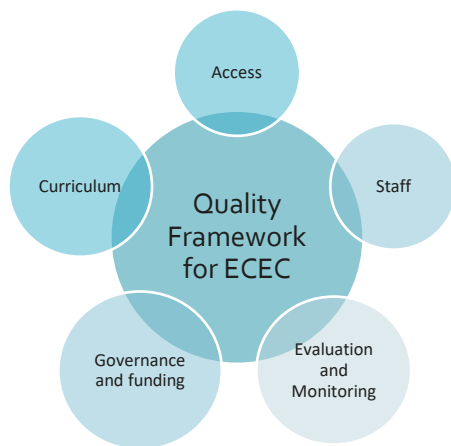 Access
Curriculum
Staff
Quality
Framework
for ECEC
Governance
and funding
Evaluation
and
Monitoring